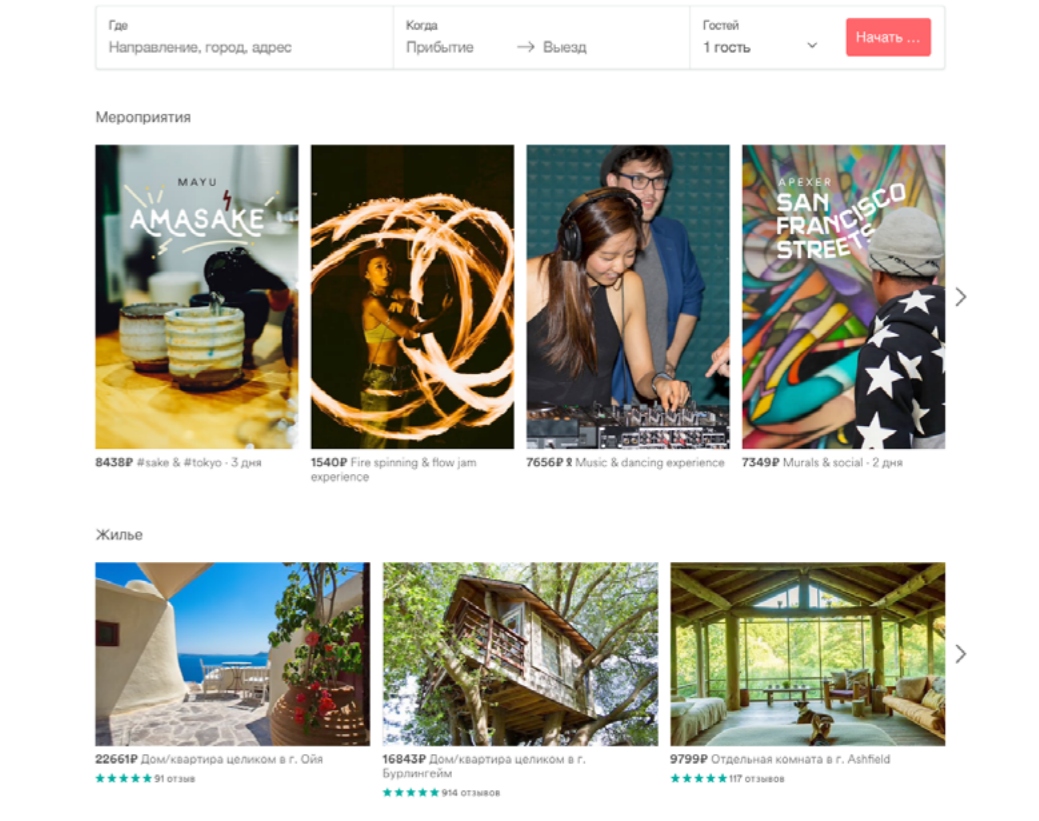 Где
Когда
Гостей
Направление, город, адрес
Прибытие → Выезд
1 гость
Начать ...
Мероприятия
MAYU
AMASAKE
APEXER
SAN
FRANCISCO
STREETS
8438₽ #sake & #tokyo · 3 дня
1540₽ Fire spinning & flow jam
experience
7656₽ Music & dancing experience
7349₽ Murals & social · 2 дня
Жилье
22661₽ Дом/квартира целиком в г. Ойя
★★★★★ 91 отзыв
16843₽ Дом/квартира целиком в г.
Бурлингейм
★★★★★ 914 отзывов
9799₽ Отдельная комната в г. Ashfield
★★★★★ 117 отзывов